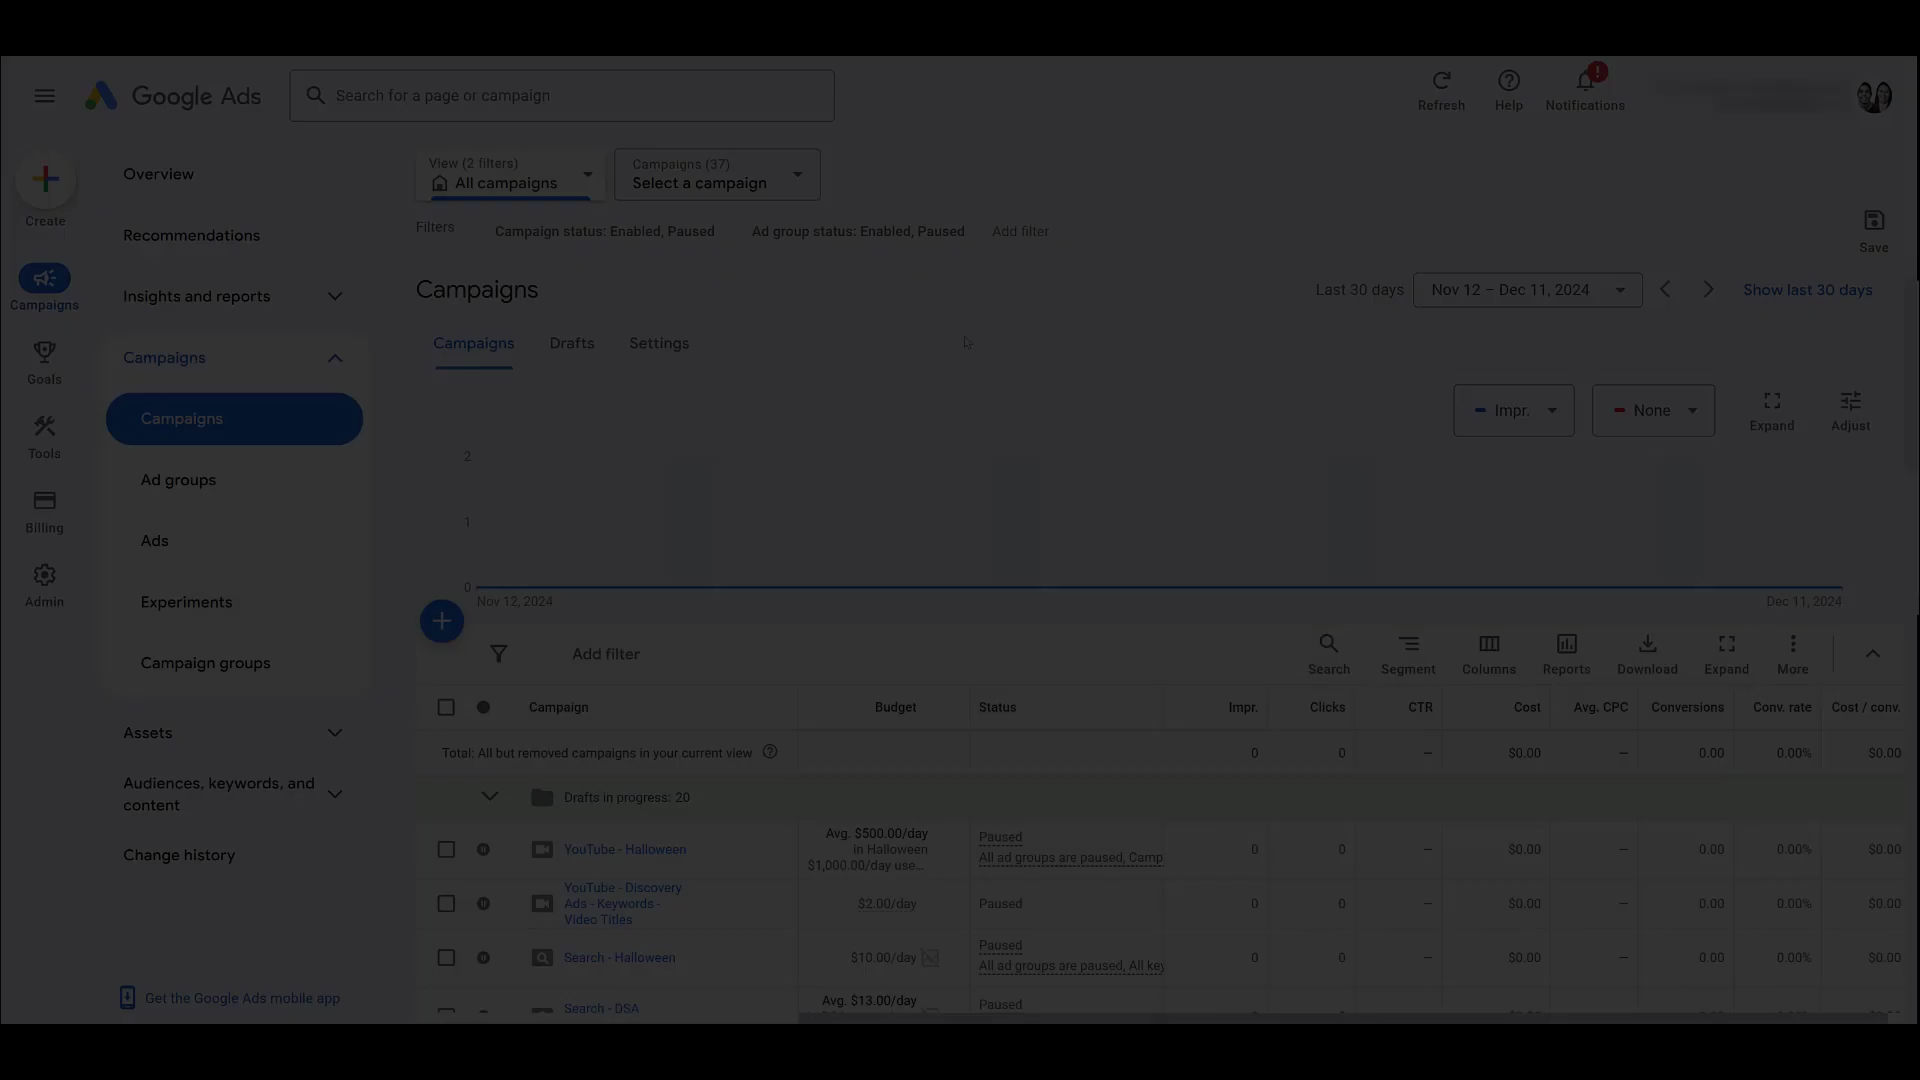 Google Ads
Search for a page or campaign
Refresh
Help
!
Notifications
Create
Campaigns
Goals
Tools
Billing
Admin
Overview
Recommendations
Insights and reports
Campaigns
Campaigns
Ad groups
Ads
Experiments
Campaign groups
Assets
Audiences, keywords, and
content
Change history
Get the Google Ads mobile app
View (2 filters)
All campaigns
Campaigns (37)
Select a campaign
Filters
Campaign status: Enabled, Paused
Ad group status: Enabled, Paused
Add filter
Save
Campaigns
Last 30 days
Nov 12 – Dec 11, 2024
Show last 30 days
Campaigns
Drafts
Settings
Impr.
None
Expand
Adjust
2
1
0
Nov 12, 2024
Dec 11, 2024
Add filter
Search
Segment
Columns
Reports
Download
Expand
More
Campaign Budget Status Impr. Clicks CTR Cost Avg. CPC Conversions Conv. rate Cost / conv.
Total: All but removed campaigns in your current view 0 0 – $0.00 – 0.00 0.00% $0.00
Drafts in progress: 20
YouTube - Halloween
Avg. $500.00/day
in Halloween
$1,000.00/day use...
Paused
All ad groups are paused, Camp
0 0 – $0.00 – 0.00 0.00% $0.00
YouTube - Discovery
Ads - Keywords -
Video Titles
$2.00/day
Paused
0 0 – $0.00 – 0.00 0.00% $0.00
Search - Halloween
$10.00/day
Paused
All ad groups are paused, All key
0 0 – $0.00 – 0.00 0.00% $0.00
Search - DSA
Avg. $13.00/day
Paused